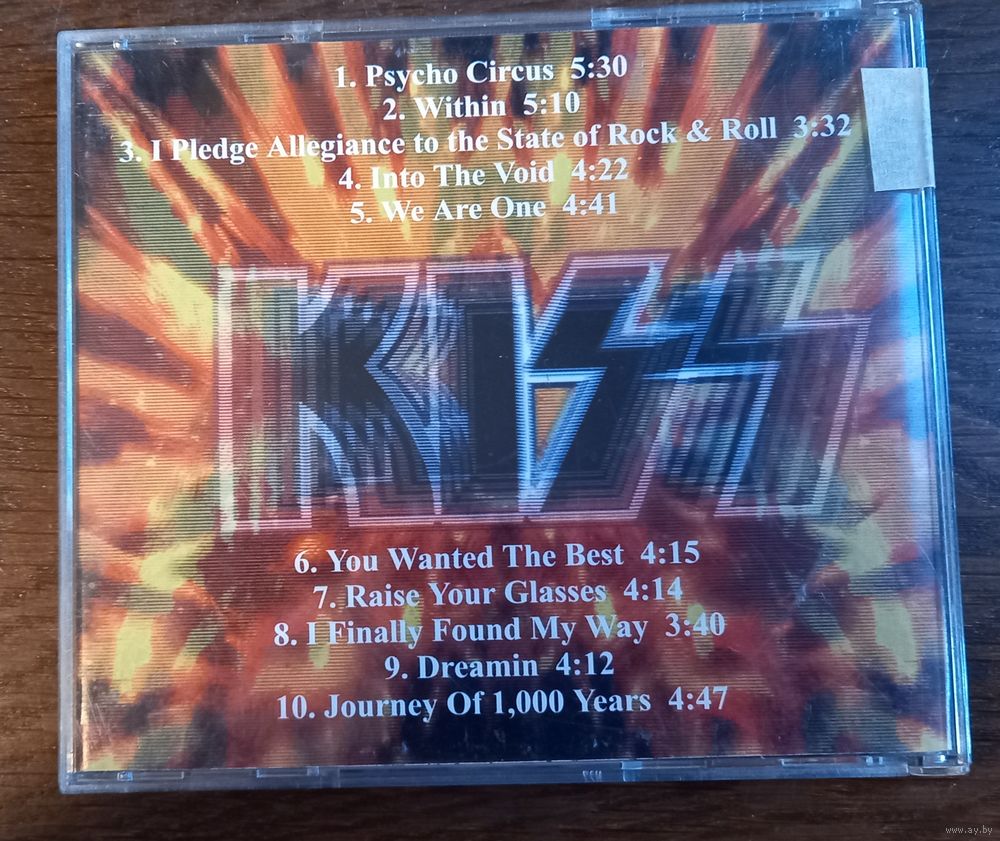 1. Psycho Circus 5:30
2. Within 5:10
3. I Pledge Allegiance to the State of Rock & Roll 3:32
4. Into The Void 4:22
5. We Are One 4:41
KISS
6. You Wanted The Best 4:15
7. Raise Your Glasses 4:14
8. I Finally Found My Way 3:40
9. Dreamin 4:12
10. Journey Of 1,000 Years 4:47
www.ay.by